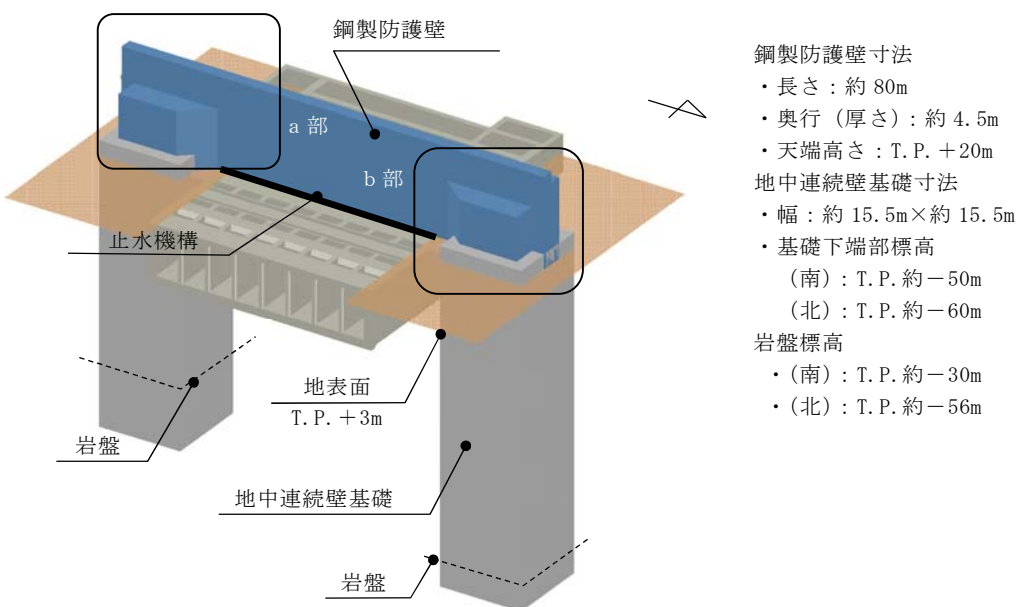 鋼製防護壁
a 部
b 部
止水機構
地表面
T.P.＋3m
岩盤
地中連続壁基礎
岩盤
鋼製防護壁寸法
・長さ：約 80m
・奥行（厚さ）：約 4.5m
・天端高さ：T.P.＋20m
地中連続壁基礎寸法
・幅：約 15.5m×約 15.5m
・基礎下端部標高
（南）：T.P.約－50m
（北）：T.P.約－60m
岩盤標高
・（南）：T.P.約－30m
・（北）：T.P.約－56m